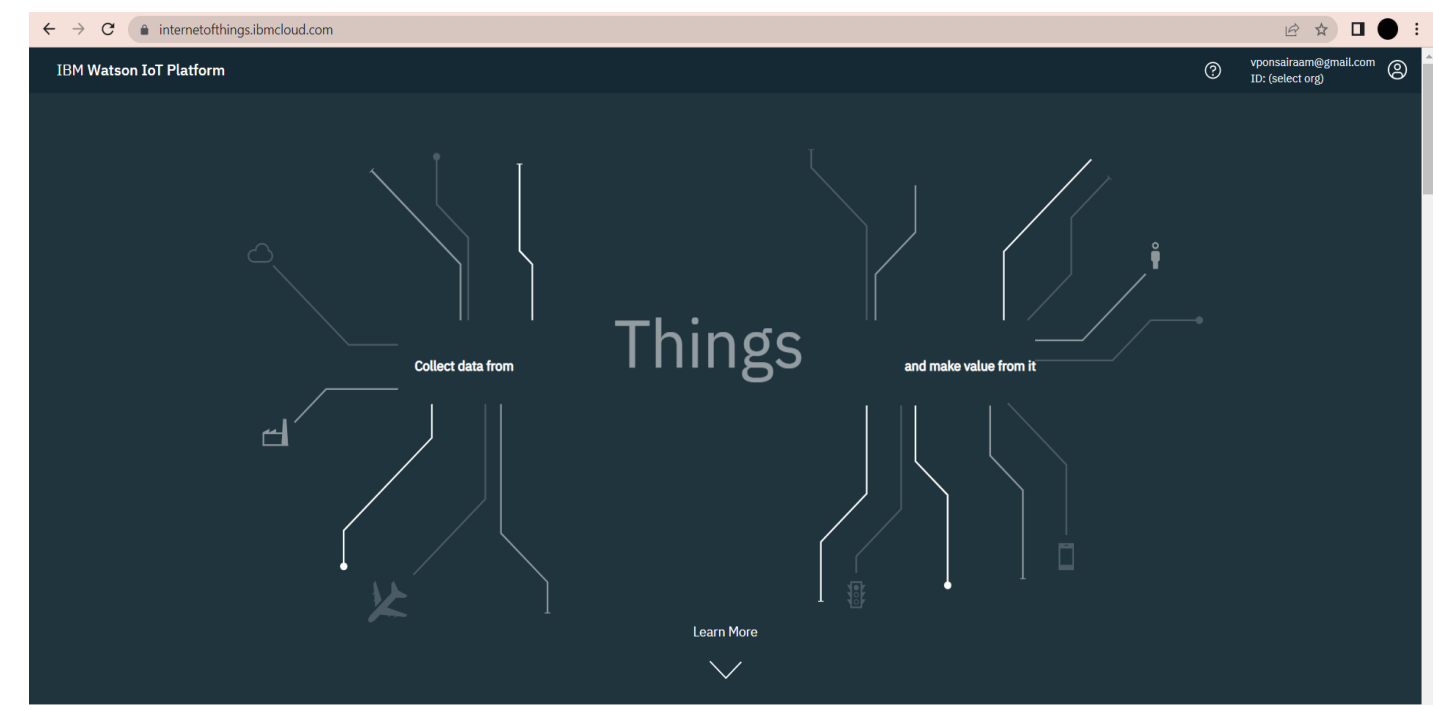 internetofthings.ibmcloud.com
IBM Watson IoT Platform
vponsairaam@gmail.com
ID: (select org)
Things
Collect data from
and make value from it
Learn More